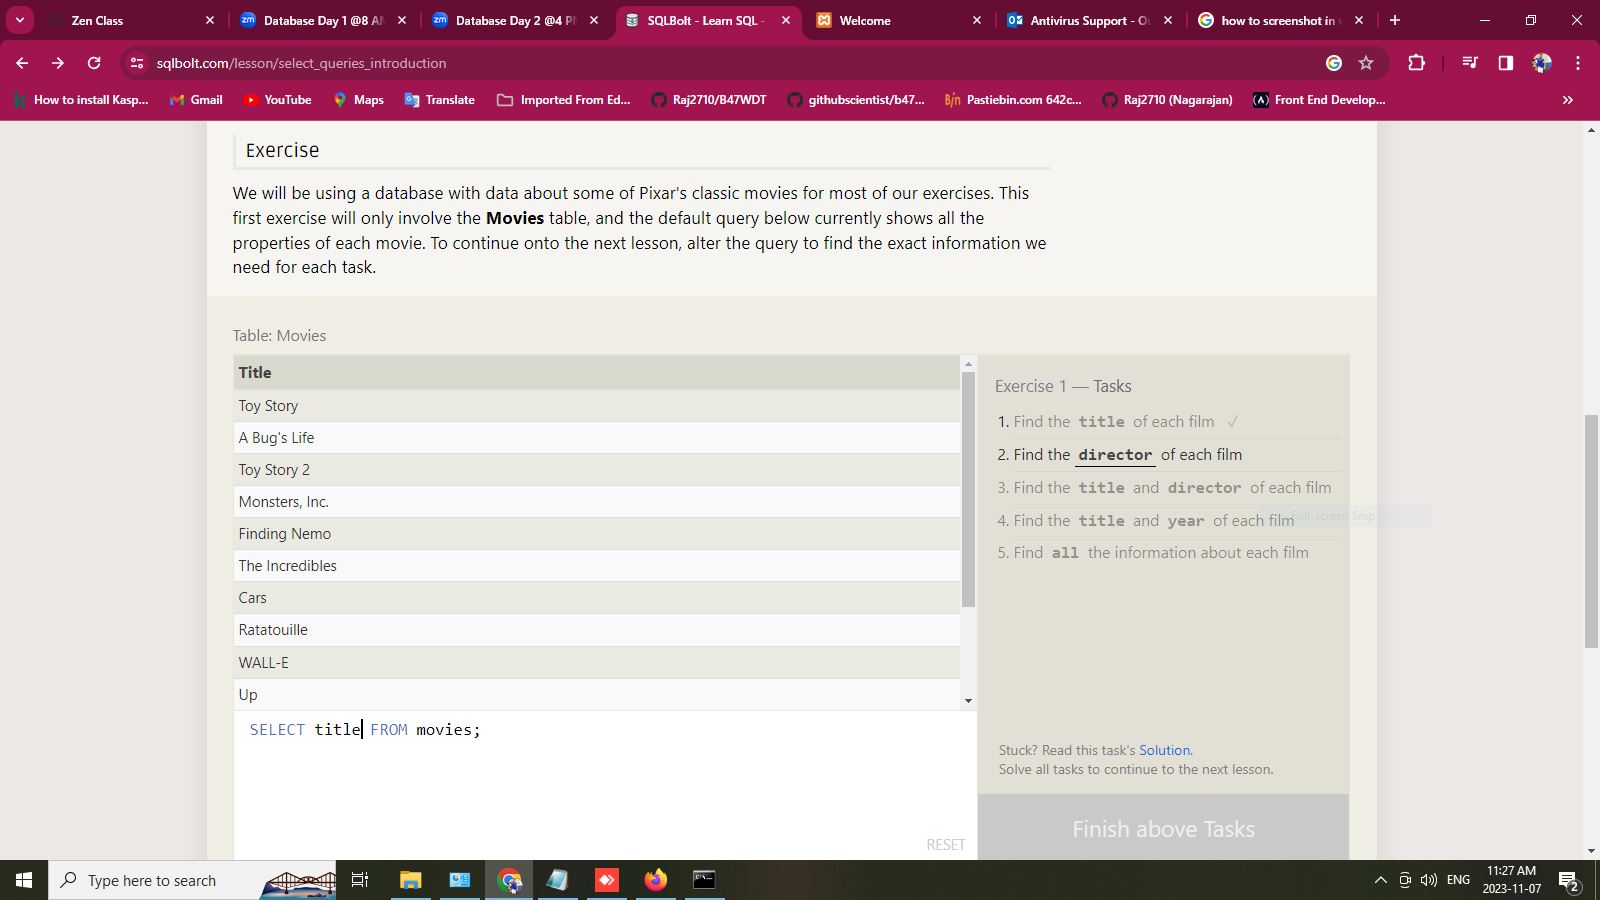 Zen Class
Database Day 1 @8 AM
Database Day 2 @4 P
SQLBolt - Learn SQL -
Welcome
Antivirus Support - Ou
how to screenshot in
sqlbolt.com/lesson/select_queries_introduction
How to install Kasp...
Gmail
YouTube
Maps
Translate
Imported From Ed...
Raj2710/B47WDT
githubscientist/b47...
Pastiebin.com 642c...
Raj2710 (Nagarajan)
Front End Develop...
Exercise
We will be using a database with data about some of Pixar's classic movies for most of our exercises. This
first exercise will only involve the Movies table, and the default query below currently shows all the
properties of each movie. To continue onto the next lesson, alter the query to find the exact information we
need for each task.
Table: Movies
Title
Toy Story
A Bug's Life
Toy Story 2
Monsters, Inc.
Finding Nemo
The Incredibles
Cars
Ratatouille
WALL-E
Up
SELECT title FROM movies;
RESET
Exercise 1 — Tasks
1. Find the title of each film ✓
2. Find the director of each film
3. Find the title and director of each film
4. Find the title and year of each film
Full-screen Snip
5. Find all the information about each film
Stuck? Read this task's Solution.
Solve all tasks to continue to the next lesson.
Finish above Tasks
Type here to search
ENG
11:27 AM
2023-11-07
2